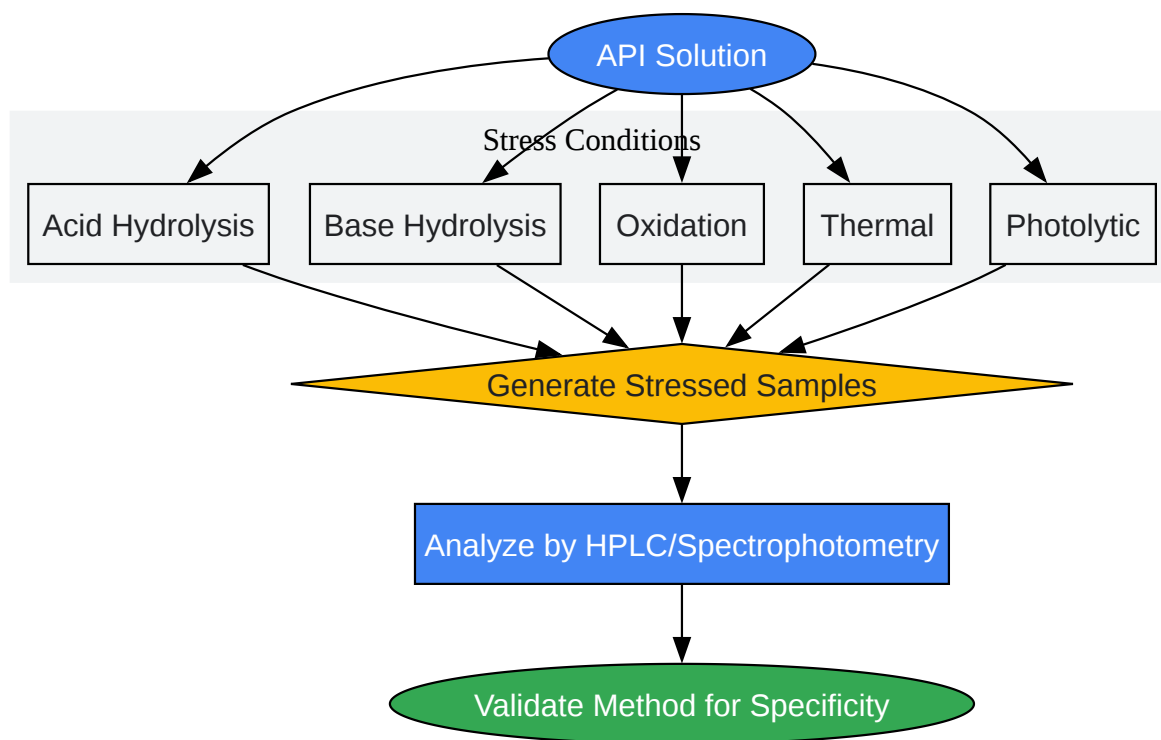 API Solution
Stress Conditions
Acid Hydrolysis
Base Hydrolysis
Oxidation
Thermal
Photolytic
Generate Stressed Samples
Analyze by HPLC/Spectrophotometry
Validate Method for Specificity